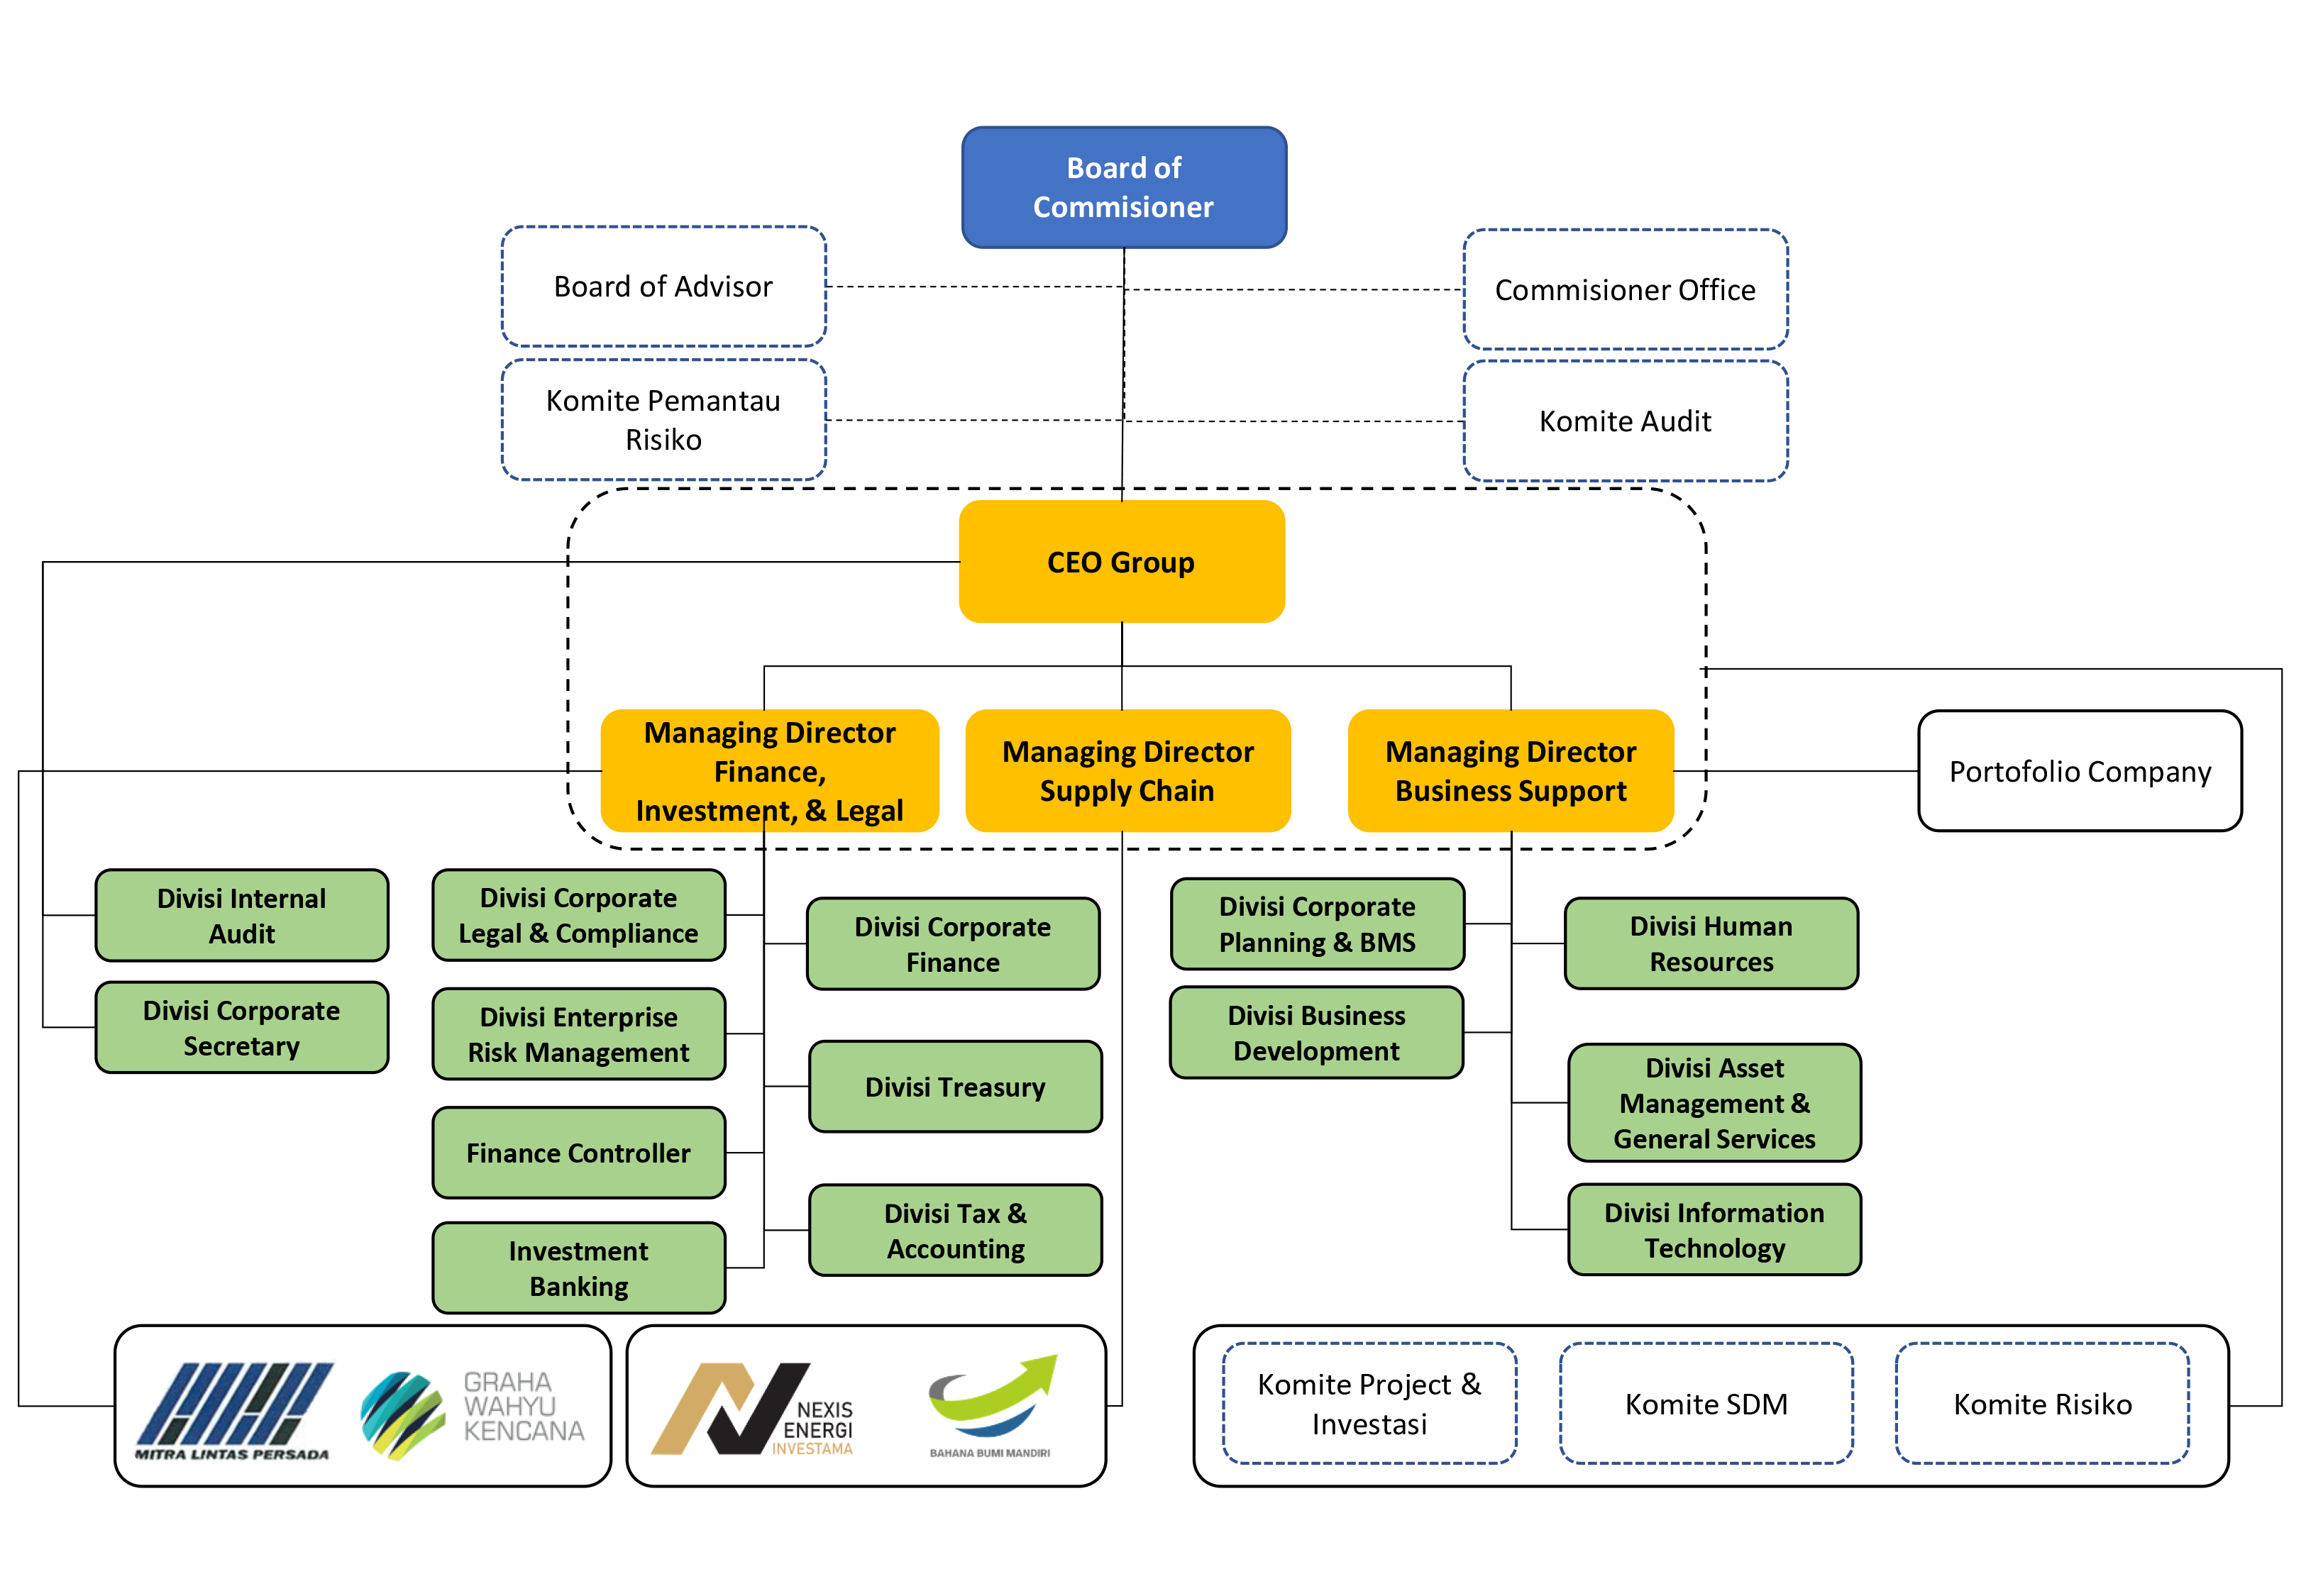 Board of
Commisioner
Board of Advisor
Commisioner Office
Komite Pemantau
Risiko
Komite Audit
CEO Group
Managing Director
Finance,
Investment, & Legal
Managing Director
Supply Chain
Managing Director
Business Support
Portofolio Company
Divisi Internal
Audit
Divisi Corporate
Secretary
Divisi Corporate
Legal & Compliance
Divisi Enterprise
Risk Management
Finance Controller
Investment
Banking
Divisi Corporate
Finance
Divisi Treasury
Divisi Tax &
Accounting
Divisi Corporate
Planning & BMS
Divisi Business
Development
Divisi Human
Resources
Divisi Asset
Management &
General Services
Divisi Information
Technology
MITRA LINTAS PERSADA
GRAHA
WAHYU
KENCANA
NEXIS
ENERGI
INVESTAMA
BAHANA BUMI MANDIRI
Komite Project &
Investasi
Komite SDM
Komite Risiko